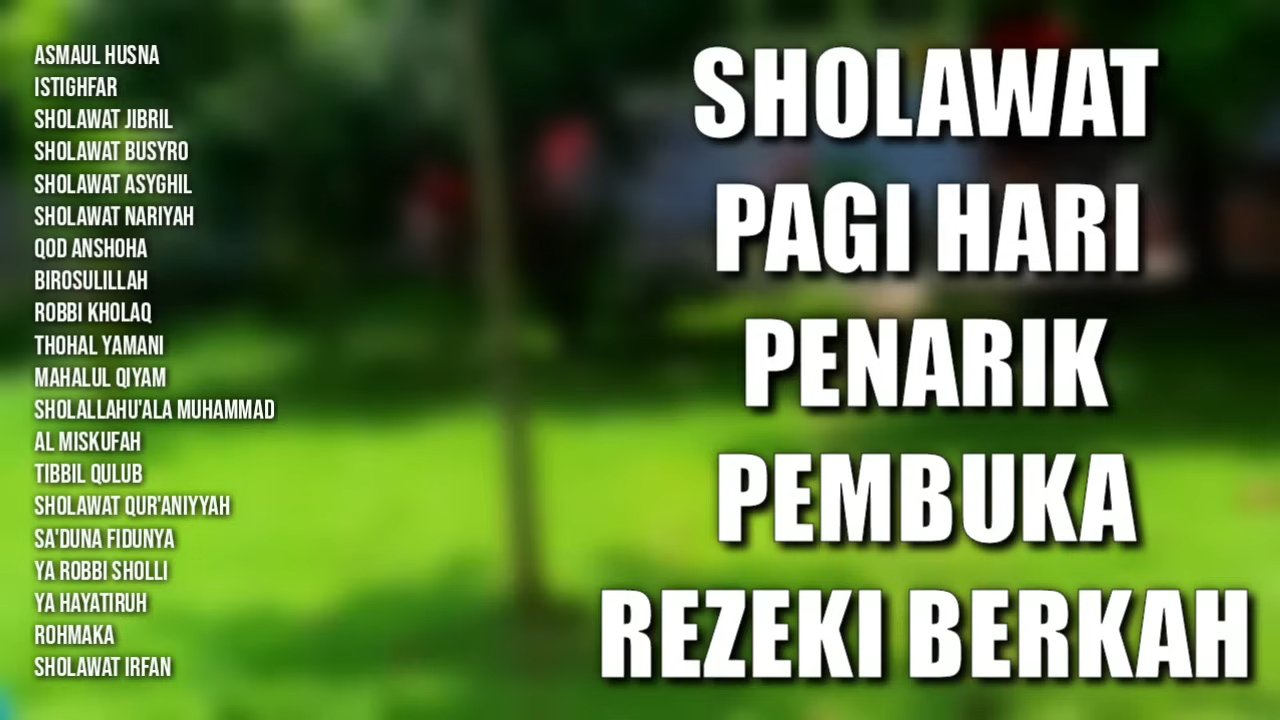 ASMAUL HUSNA
ISTIGHFAR
SHOLAWAT JIBRIL
SHOLAWAT BUSYRO
SHOLAWAT ASYGHIL
SHOLAWAT NARIYAH
QOD ANSHOHA
BIROSULILLAH
ROBBI KHOLAQ
THOHAL YAMANI
MAHALUL QIYAM
SHOLALLAHU'ALA MUHAMMAD
AL MISKUFAH
TIBBIL QULUB
SHOLAWAT QUR'ANIYYAH
SA'DUNA FIDUNYA
YA ROBBI SHOLLI
YA HAYATIRUH
ROHMAKA
SHOLAWAT IRFAN
SHOLAWAT
PAGI HARI
PENARIK
PEMBUKA
REZEKI BERKAH